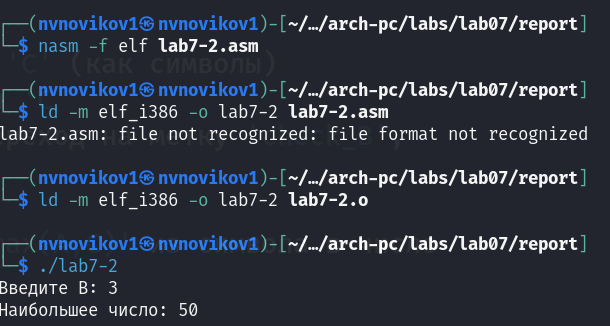 ┌──(nvnovikov1㉿nvnovikov1)-[~/…/arch-pc/labs/lab07/report]
└─$ nasm -f elf lab7-2.asm
'C' (как символы)
┌──(nvnovikov1㉿nvnovikov1)-[~/…/arch-pc/labs/lab07/report]
└─$ ld -m elf_i386 -o lab7-2 lab7-2.asm
lab7-2.asm: file not recognized: file format not recognized
┌──(nvnovikov1㉿nvnovikov1)-[~/…/arch-pc/labs/lab07/report]
└─$ ld -m elf_i386 -o lab7-2 lab7-2.o
┌──(nvnovikov1㉿nvnovikov1)-[~/…/arch-pc/labs/lab07/report]
└─$ ./lab7-2
Введите B: 3
Наибольшее число: 50